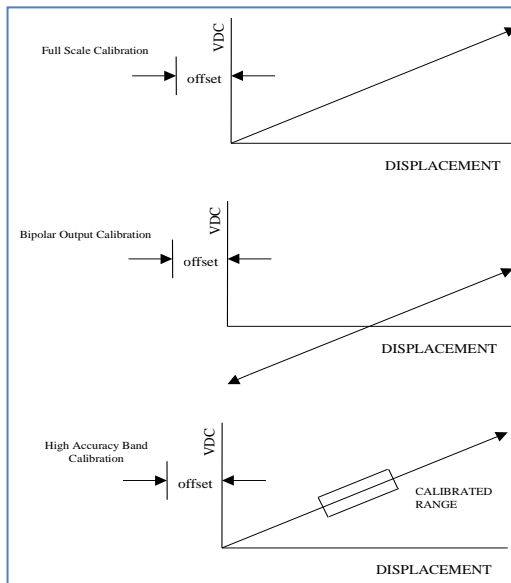 VDC
Full Scale Calibration
offset
DISPLACEMENT
VDC
Bipolar Output Calibration
offset
DISPLACEMENT
VDC
High Accuracy Band
Calibration
offset
CALIBRATED
RANGE
DISPLACEMENT